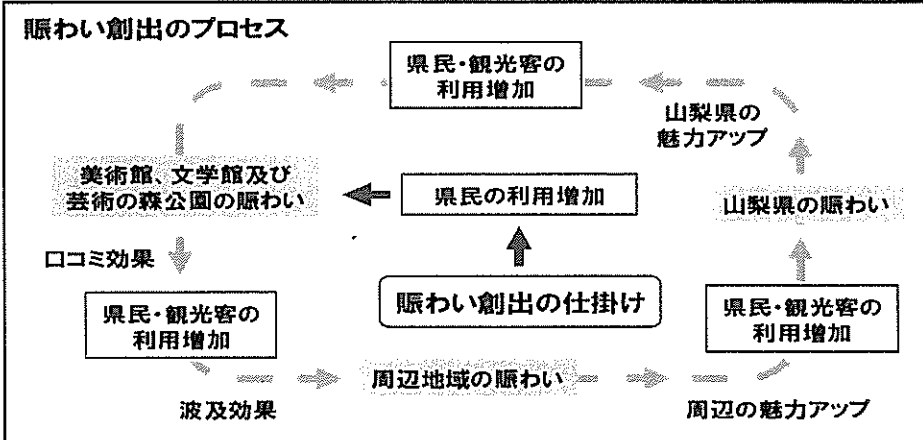 賑わい創出のプロセス
県民・観光客の
利用増加
山梨県の
魅力アップ
美術館、文学館及び
芸術の森公園の賑わい
県民の利用増加
山梨県の賑わい
口コミ効果
賑わい創出の仕掛け
県民・観光客の
利用増加
県民・観光客の
利用増加
周辺地域の賑わい
波及効果
周辺の魅力アップ